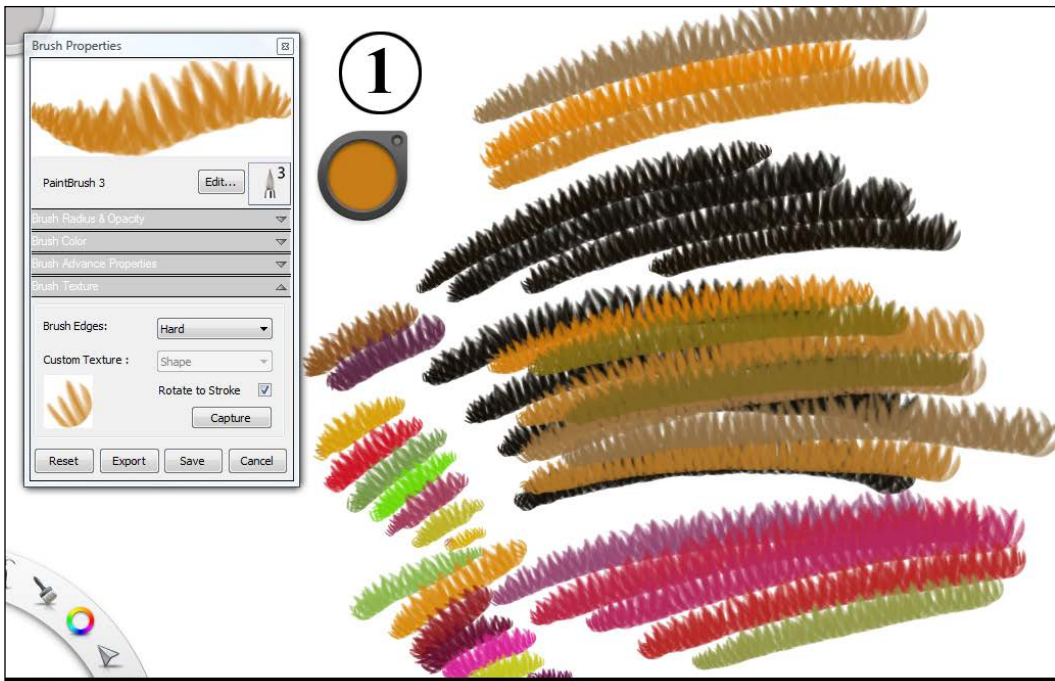 Brush Properties
1
PaintBrush 3
Edit...
3
Brush Radius & Opacity
Brush Color
Brush Advance Properties
Brush Texture
Brush Edges:
Hard
Custom Texture :
Shape
Rotate to Stroke
Capture
Reset
Export
Save
Cancel